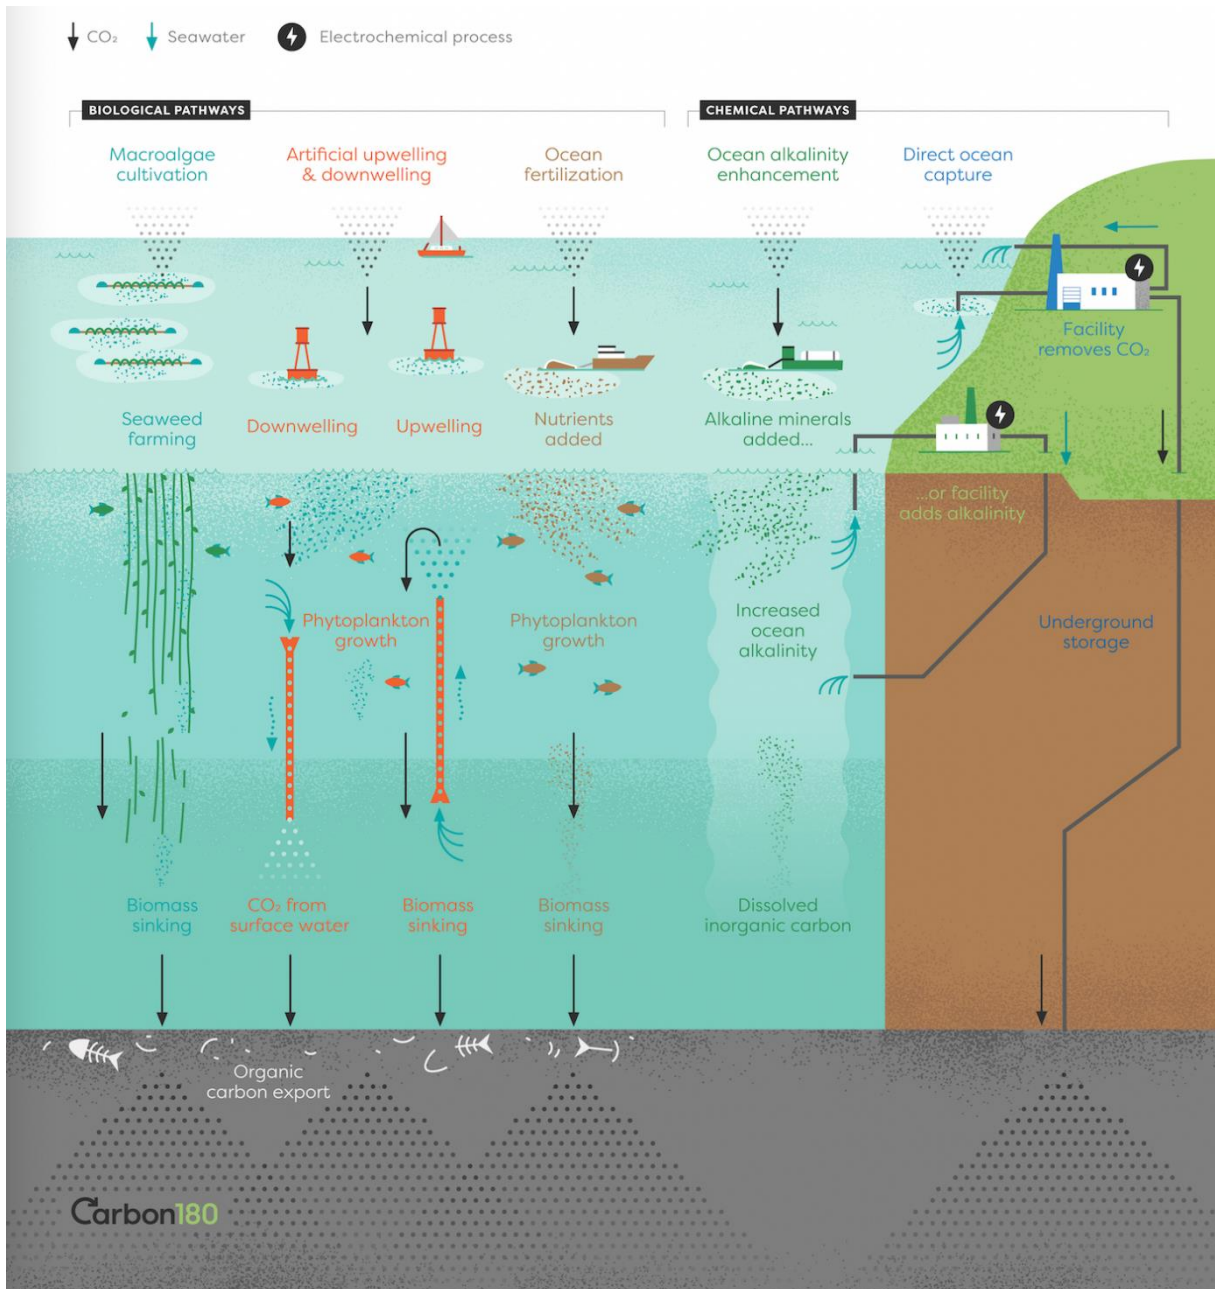 CO₂
Seawater
Electrochemical process
BIOLOGICAL PATHWAYS
CHEMICAL PATHWAYS
Macroalgae
cultivation
Artificial upwelling
& downwelling
Ocean
fertilization
Ocean alkalinity
enhancement
Direct ocean
capture
Facility
removes CO₂
Seaweed
farming
Downwelling
Upwelling
Nutrients
added
Alkaline minerals
added...
...or facility
adds alkalinity
Phytoplankton
growth
Phytoplankton
growth
Increased
ocean
alkalinity
Underground
storage
Biomass
sinking
CO₂ from
surface water
Biomass
sinking
Biomass
sinking
Dissolved
inorganic carbon
Organic
carbon export
Carbon180